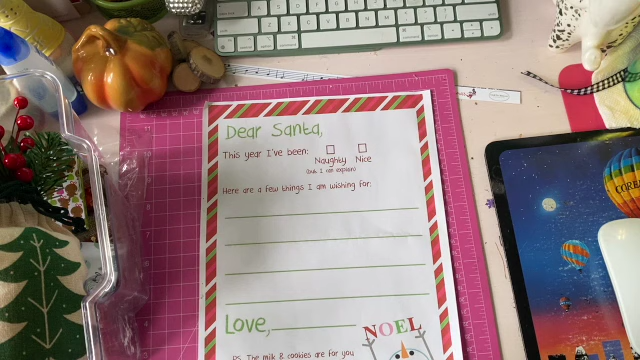 Dear Santa,
This year I've been:
Naughty Nice
(but I can explain)
Here are a few things I am wishing for:
Love,
NOEL
PS. The milk & cookies are for you